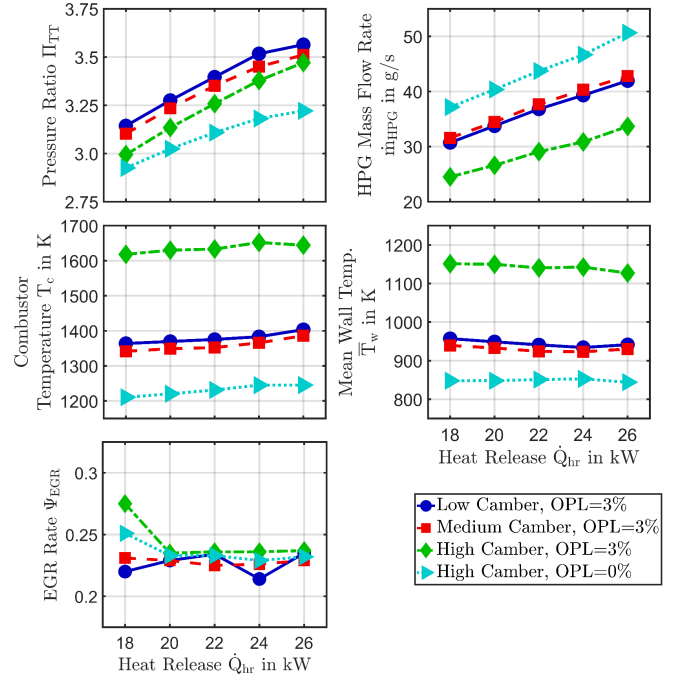 3.75
3.5
3.25
3.0
2.75
Pressure Ratio Π_TT
50
40
30
20
HPG Mass Flow Rate
ṁ_HPG in g/s
1700
1600
1500
1400
1300
1200
Combustor
Temperature T_c in K
1200
1100
1000
900
800
Mean Wall Temp.
T̅_w in K
18 20 22 24 26
Heat Release Q̇_hr in kW
0.3
0.25
0.2
EGR Rate Ψ_EGR
18 20 22 24 26
Heat Release Q̇_hr in kW
Low Camber, OPL=3%
Medium Camber, OPL=3%
High Camber, OPL=3%
High Camber, OPL=0%